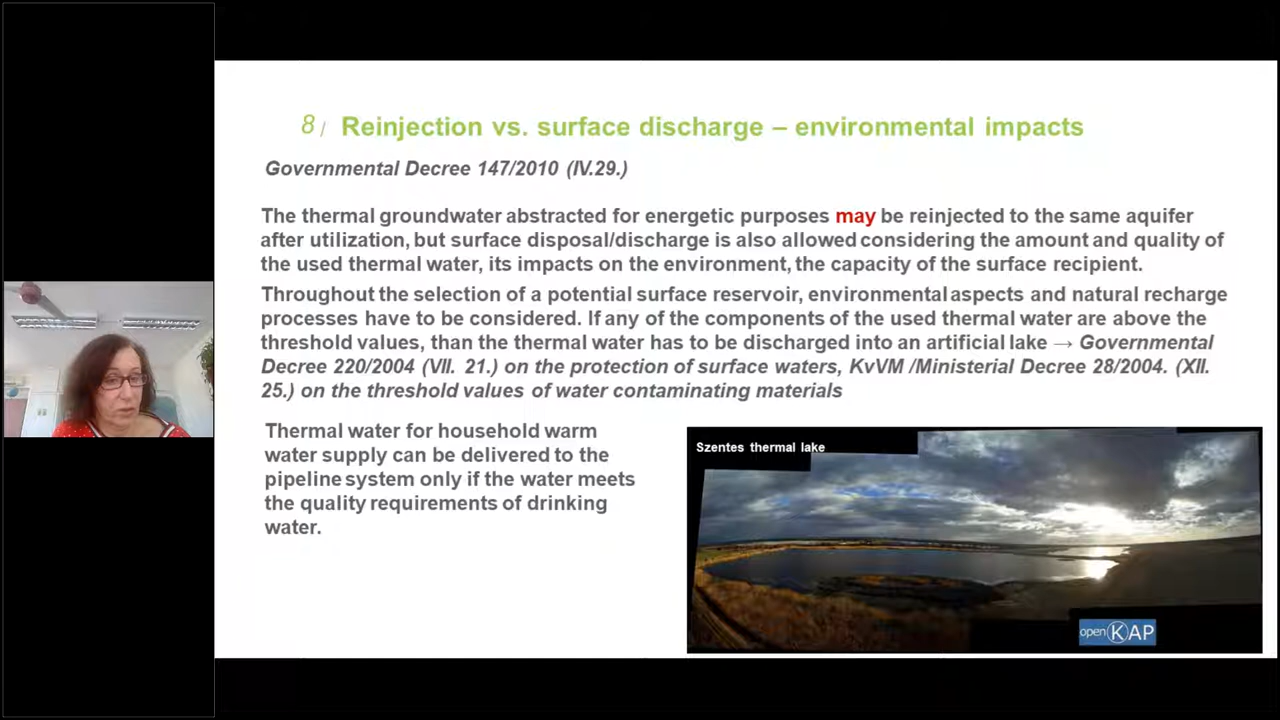 8 / Reinjection vs. surface discharge – environmental impacts
Governmental Decree 147/2010 (IV.29.)
The thermal groundwater abstracted for energetic purposes may be reinjected to the same aquifer
after utilization, but surface disposal/discharge is also allowed considering the amount and quality of
the used thermal water, its impacts on the environment, the capacity of the surface recipient.
Throughout the selection of a potential surface reservoir, environmental aspects and natural recharge
processes have to be considered. If any of the components of the used thermal water are above the
threshold values, than the thermal water has to be discharged into an artificial lake → Governmental
Decree 220/2004 (VII. 21.) on the protection of surface waters, KvVM /Ministerial Decree 28/2004. (XII.
25.) on the threshold values of water contaminating materials
Thermal water for household warm
water supply can be delivered to the
pipeline system only if the water meets
the quality requirements of drinking
water.
Szentes thermal lake
openKAP